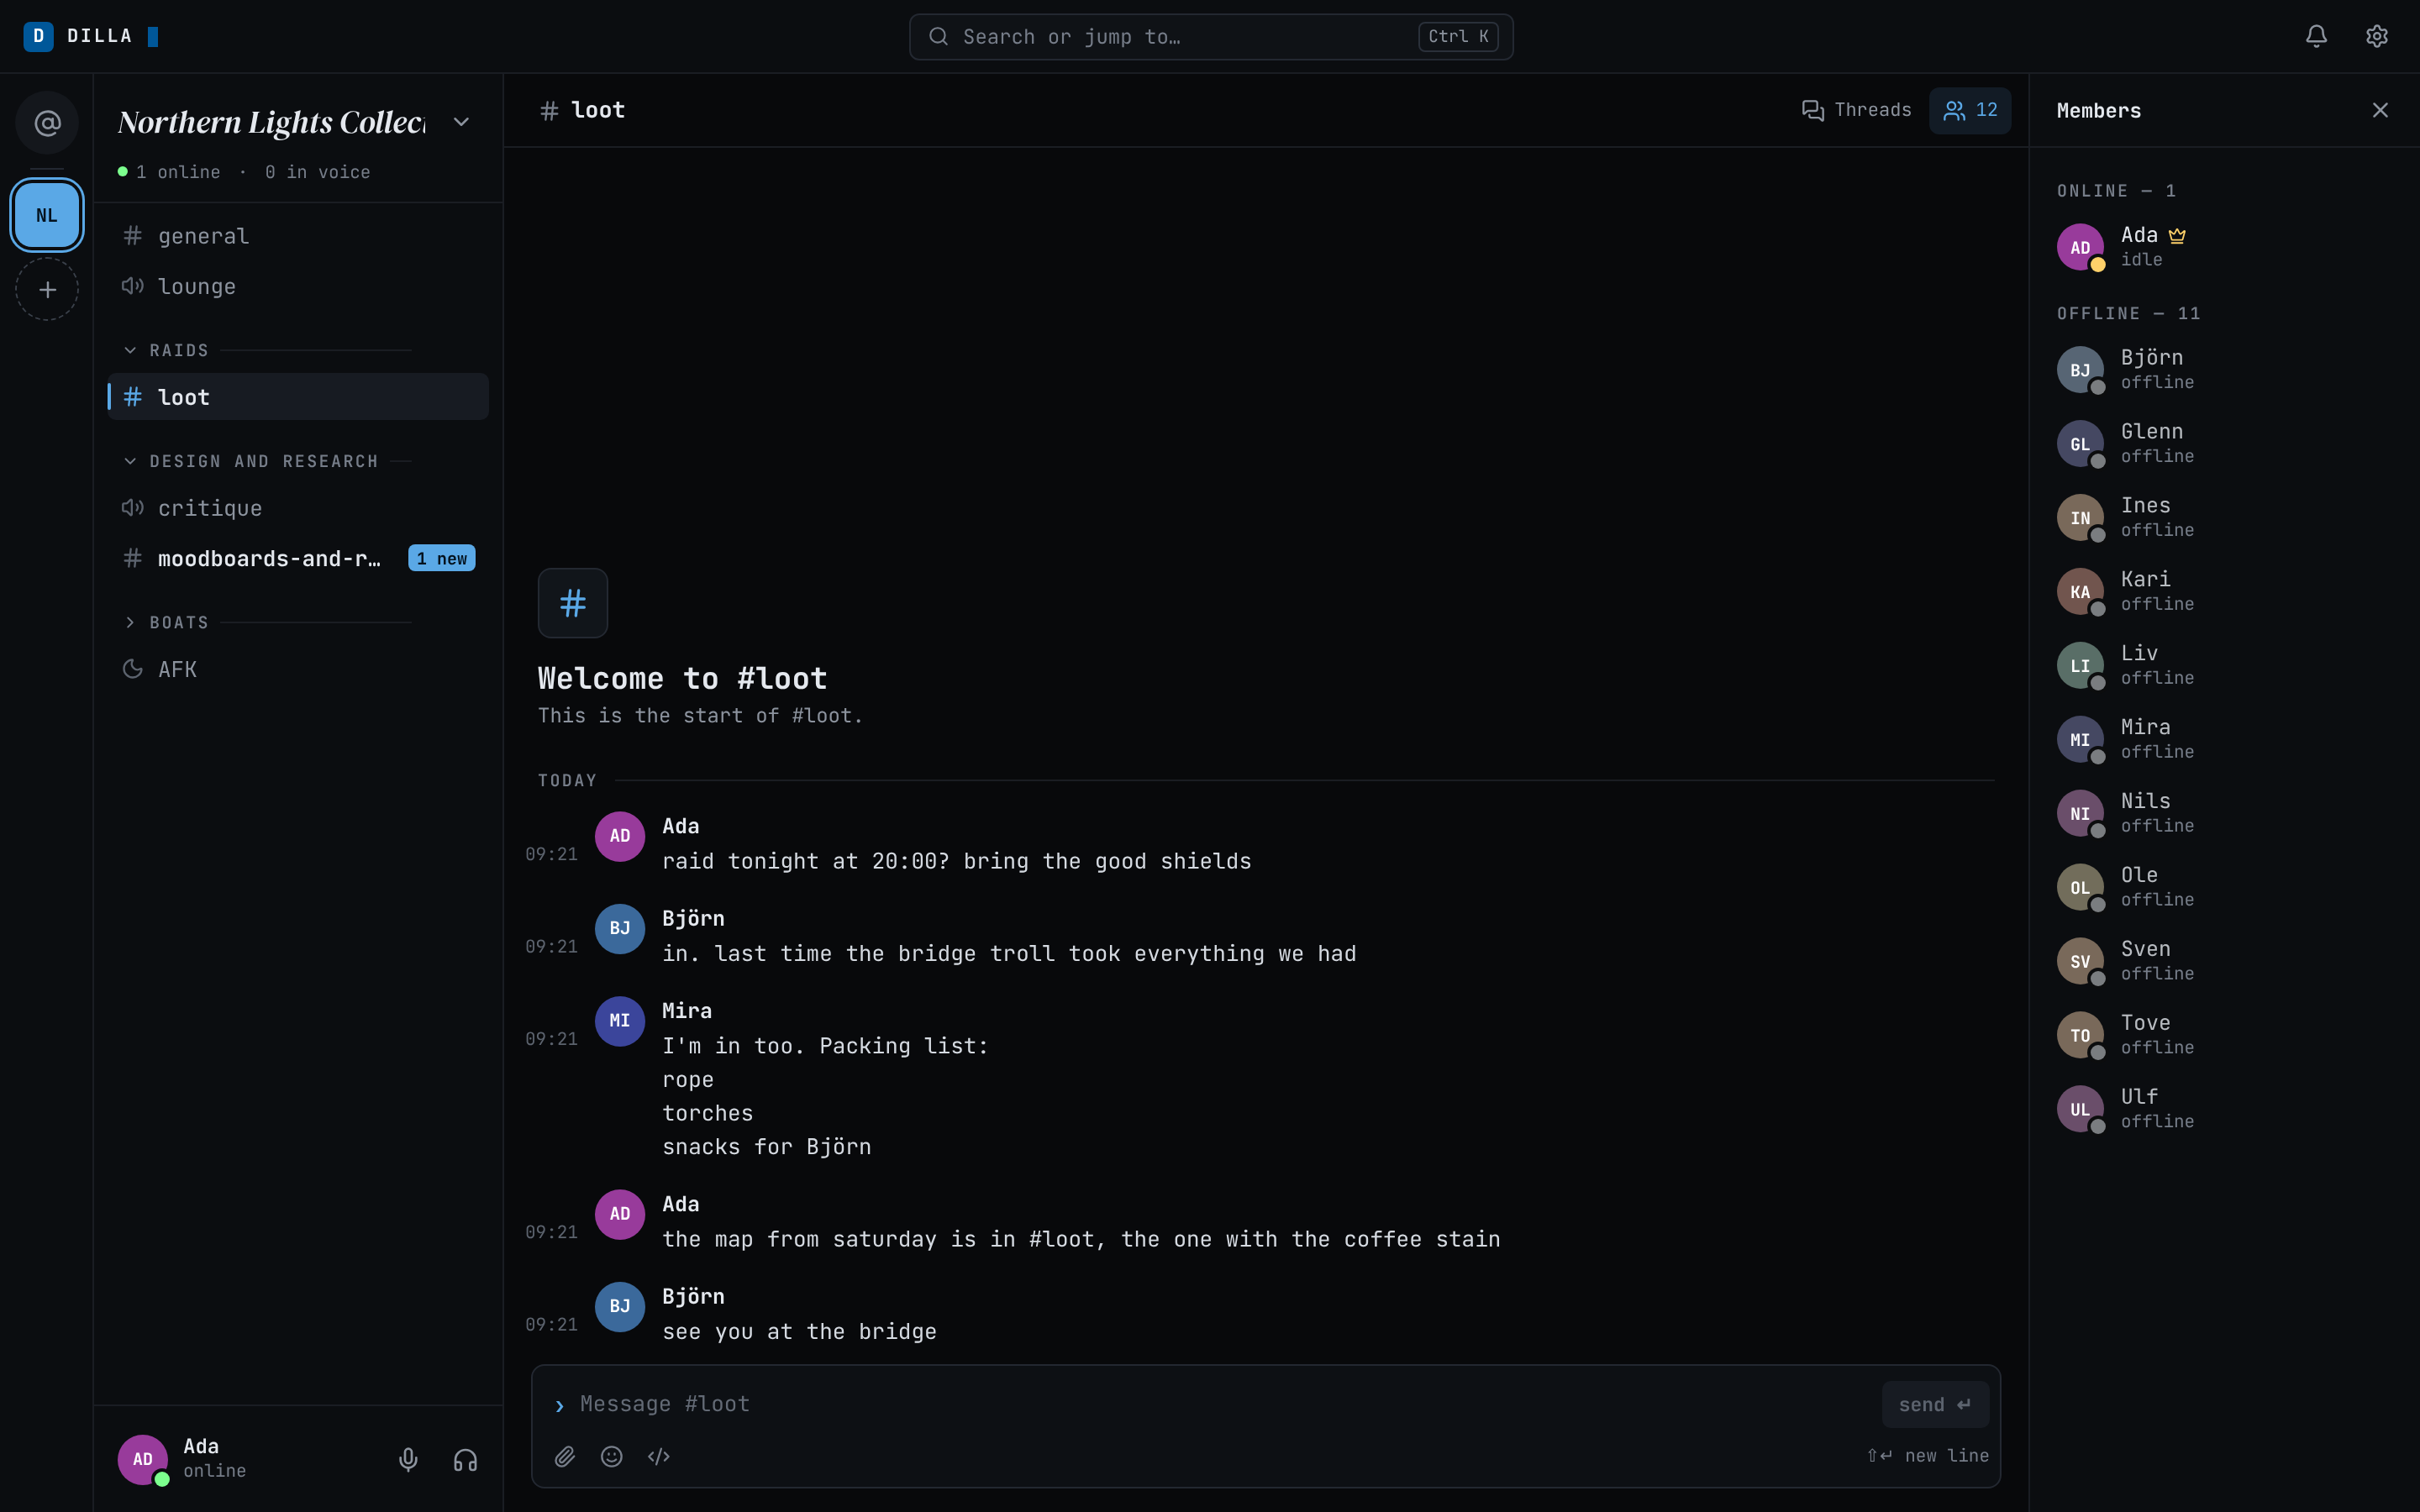 D DILLA
Search or jump to…
Ctrl K
Northern Lights Collec
1 online · 0 in voice
NL
general
lounge
RAIDS
loot
DESIGN AND RESEARCH
critique
moodboards-and-r…
1 new
BOATS
AFK
AD
Ada
online
# loot
Threads
12
Welcome to #loot
This is the start of #loot.
TODAY
AD
Ada
09:21
raid tonight at 20:00? bring the good shields
BJ
Björn
09:21
in. last time the bridge troll took everything we had
MI
Mira
09:21
I'm in too. Packing list:
rope
torches
snacks for Björn
AD
Ada
09:21
the map from saturday is in #loot, the one with the coffee stain
BJ
Björn
09:21
see you at the bridge
› Message #loot
send ↵
⇧↵ new line
Members
ONLINE — 1
AD
Ada
idle
OFFLINE — 11
BJ
Björn
offline
GL
Glenn
offline
IN
Ines
offline
KA
Kari
offline
LI
Liv
offline
MI
Mira
offline
NI
Nils
offline
OL
Ole
offline
SV
Sven
offline
TO
Tove
offline
UL
Ulf
offline